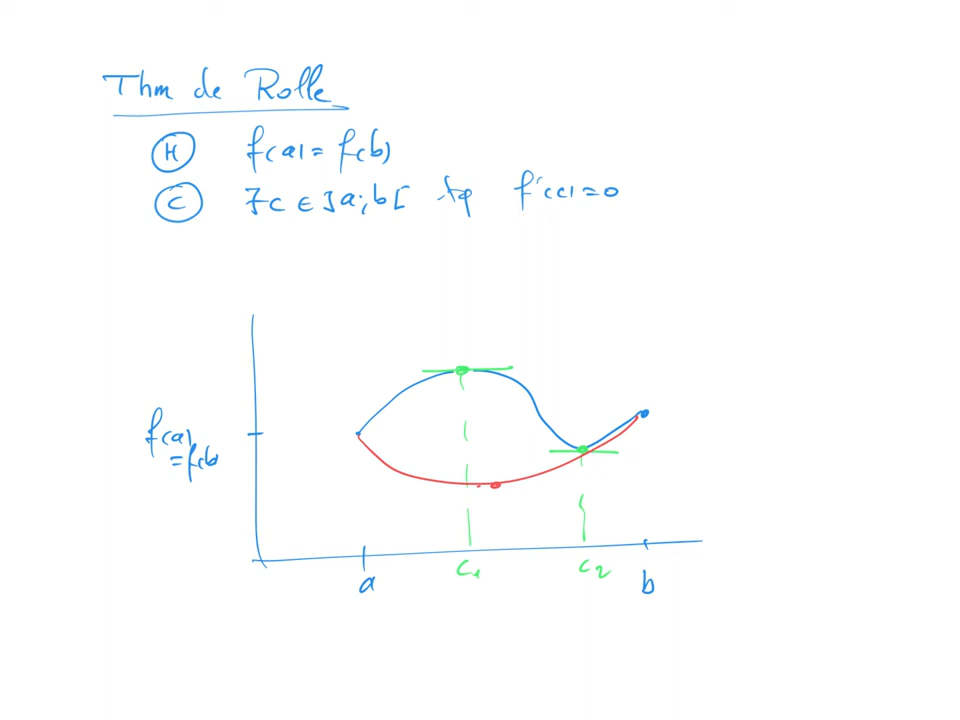 Thm de Rolle
H f(a) = f(b)
C ∃c ∈ ]a;b[ tq f'(c) = 0
f(a)
= f(b)
a c₁ c₂ b